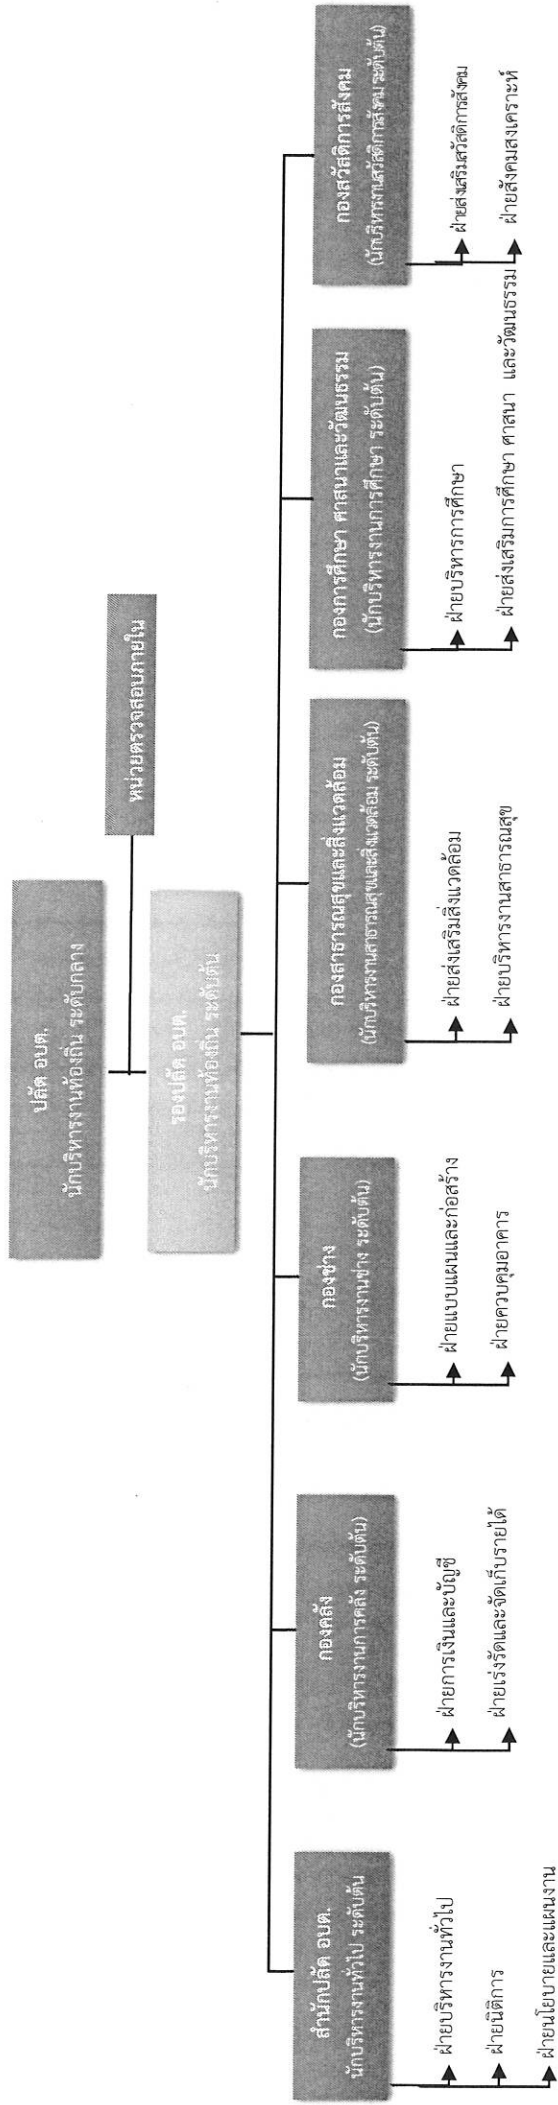 ปลัด อบต.
นักบริหารงานท้องถิ่น ระดับกลาง
หน่วยตรวจสอบภายใน
รองปลัด อบต.
นักบริหารงานท้องถิ่น ระดับต้น
สำนักปลัด อบต.
นักบริหารงานทั่วไป ระดับต้น
ฝ่ายบริหารงานทั่วไป
ฝ่ายนิติการ
ฝ่ายนโยบายและแผนงาน
กองคลัง
(นักบริหารงานการคลัง ระดับต้น)
ฝ่ายการเงินและบัญชี
ฝ่ายเร่งรัดและจัดเก็บรายได้
กองช่าง
(นักบริหารงานช่าง ระดับต้น)
ฝ่ายแบบแผนและก่อสร้าง
ฝ่ายควบคุมอาคาร
กองสาธารณสุขและสิ่งแวดล้อม
(นักบริหารงานสาธารณสุขและสิ่งแวดล้อม ระดับต้น)
ฝ่ายส่งเสริมสิ่งแวดล้อม
ฝ่ายบริหารงานสาธารณสุข
กองการศึกษา ศาสนาและวัฒนธรรม
(นักบริหารงานการศึกษา ระดับต้น)
ฝ่ายบริหารการศึกษา
ฝ่ายส่งเสริมการศึกษา ศาสนา และวัฒนธรรม
กองสวัสดิการสังคม
(นักบริหารงานสวัสดิการสังคม ระดับต้น)
ฝ่ายส่งเสริมสวัสดิการสังคม
ฝ่ายสังคมสงเคราะห์